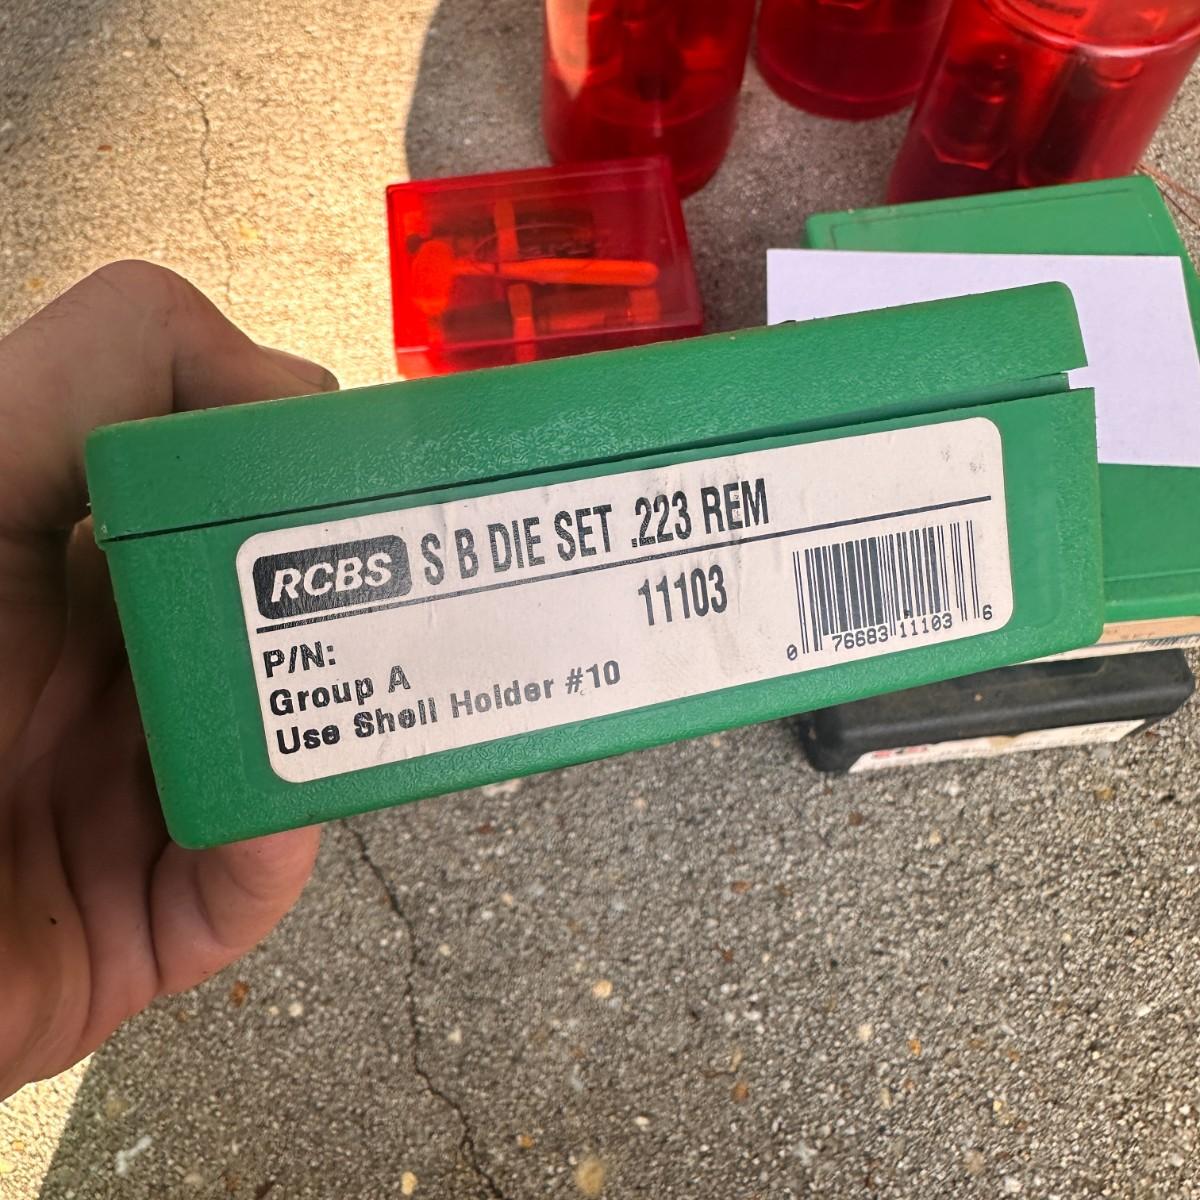 RCBS S B DIE SET .223 REM
11103
P/N:
Group A
Use Shell Holder #10
0 76683 11103 6